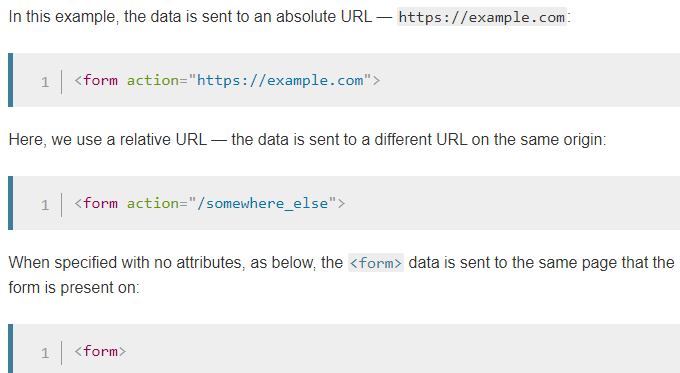 In this example, the data is sent to an absolute URL — https://example.com:
1 <form action="https://example.com">
Here, we use a relative URL — the data is sent to a different URL on the same origin:
1 <form action="/somewhere_else">
When specified with no attributes, as below, the <form> data is sent to the same page that the
form is present on:
1 <form>